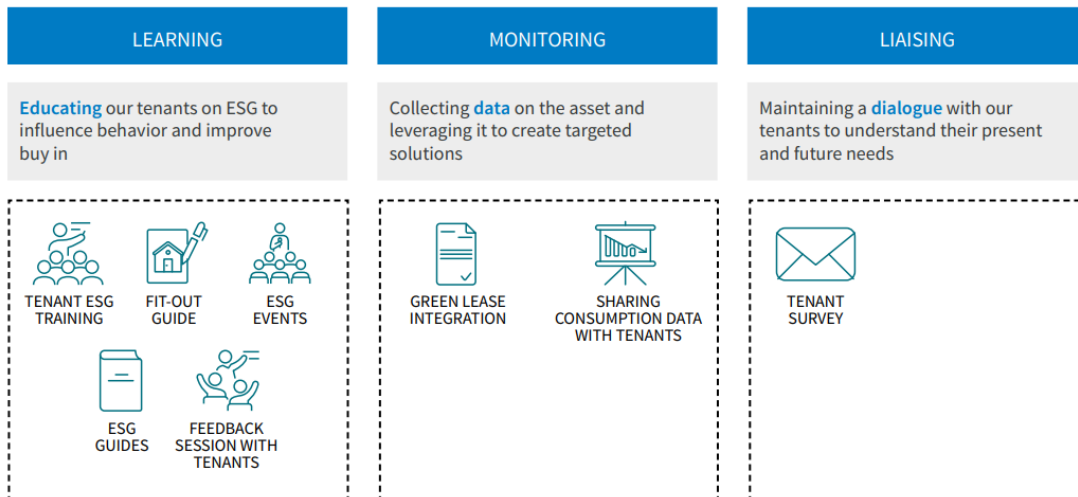 LEARNING
Educating our tenants on ESG to
influence behavior and improve
buy in
TENANT ESG
TRAINING
FIT-OUT
GUIDE
ESG
EVENTS
ESG
GUIDES
FEEDBACK
SESSION WITH
TENANTS
MONITORING
Collecting data on the asset and
leveraging it to create targeted
solutions
GREEN LEASE
INTEGRATION
SHARING
CONSUMPTION DATA
WITH TENANTS
LIAISING
Maintaining a dialogue with our
tenants to understand their present
and future needs
TENANT
SURVEY